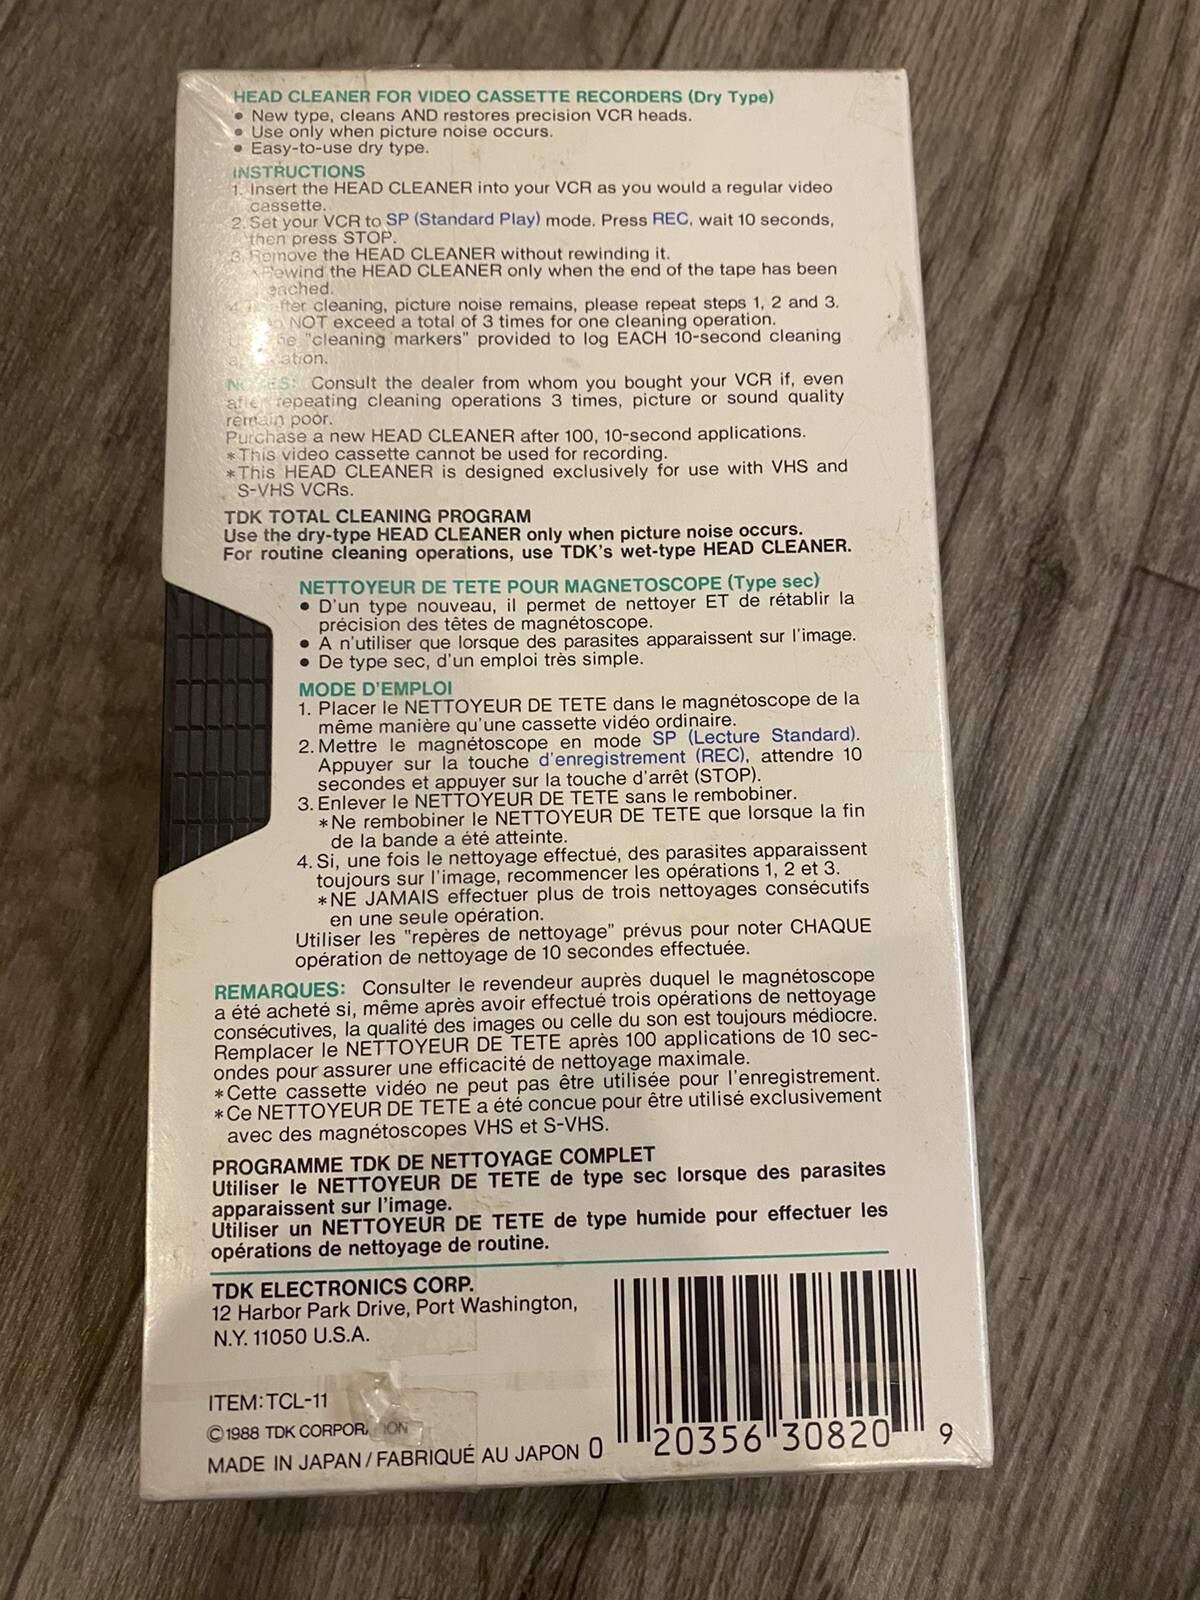 HEAD CLEANER FOR VIDEO CASSETTE RECORDERS (Dry Type)
• New type, cleans AND restores precision VCR heads.
• Use only when picture noise occurs.
• Easy-to-use dry type.
INSTRUCTIONS
1. Insert the HEAD CLEANER into your VCR as you would a regular video
cassette.
2. Set your VCR to SP (Standard Play) mode. Press REC, wait 10 seconds,
then press STOP.
3. Remove the HEAD CLEANER without rewinding it.
*Rewind the HEAD CLEANER only when the end of the tape has been
reached.
4. If after cleaning, picture noise remains, please repeat steps 1, 2 and 3.
NOT exceed a total of 3 times for one cleaning operation.
"cleaning markers" provided to log EACH 10-second cleaning
NOTES: Consult the dealer from whom you bought your VCR if, even
after repeating cleaning operations 3 times, picture or sound quality
remain poor.
Purchase a new HEAD CLEANER after 100, 10-second applications.
*This video cassette cannot be used for recording.
*This HEAD CLEANER is designed exclusively for use with VHS and
S-VHS VCRs.
TDK TOTAL CLEANING PROGRAM
Use the dry-type HEAD CLEANER only when picture noise occurs.
For routine cleaning operations, use TDK's wet-type HEAD CLEANER.
NETTOYEUR DE TETE POUR MAGNETOSCOPE (Type sec)
• D'un type nouveau, il permet de nettoyer ET de rétablir la
précision des têtes de magnétoscope.
• A n'utiliser que lorsque des parasites apparaissent sur l'image.
• De type sec, d'un emploi très simple.
MODE D'EMPLOI
1. Placer le NETTOYEUR DE TETE dans le magnétoscope de la
même manière qu'une cassette vidéo ordinaire.
2. Mettre le magnétoscope en mode SP (Lecture Standard).
Appuyer sur la touche d'enregistrement (REC), attendre 10
secondes et appuyer sur la touche d'arrêt (STOP).
3. Enlever le NETTOYEUR DE TETE sans le rembobiner.
*Ne rembobiner le NETTOYEUR DE TETE que lorsque la fin
de la bande a été atteinte.
4. Si, une fois le nettoyage effectué, des parasites apparaissent
toujours sur l'image, recommencer les opérations 1, 2 et 3.
*NE JAMAIS effectuer plus de trois nettoyages consécutifs
en une seule opération.
Utiliser les "repères de nettoyage" prévus pour noter CHAQUE
opération de nettoyage de 10 secondes effectuée.
REMARQUES: Consulter le revendeur auprès duquel le magnétoscope
a été acheté si, même après avoir effectué trois opérations de nettoyage
consécutives, la qualité des images ou celle du son est toujours médiocre.
Remplacer le NETTOYEUR DE TETE après 100 applications de 10 sec-
ondes pour assurer une efficacité de nettoyage maximale.
*Cette cassette vidéo ne peut pas être utilisée pour l'enregistrement.
*Ce NETTOYEUR DE TETE a été concue pour être utilisé exclusivement
avec des magnétoscopes VHS et S-VHS.
PROGRAMME TDK DE NETTOYAGE COMPLET
Utiliser le NETTOYEUR DE TETE de type sec lorsque des parasites
apparaissent sur l'image.
Utiliser un NETTOYEUR DE TETE de type humide pour effectuer les
opérations de nettoyage de routine.
TDK ELECTRONICS CORP.
12 Harbor Park Drive, Port Washington,
N.Y. 11050 U.S.A.
ITEM:TCL-11
©1988 TDK CORPORATION
MADE IN JAPAN / FABRIQUÉ AU JAPON
0 20356 30820 9